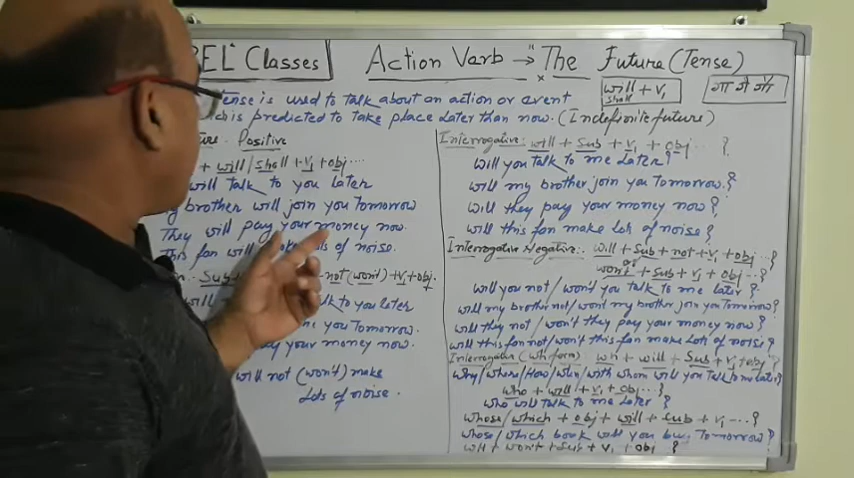 BEL Classes
Action Verb → "The Future (Tense)
will + V1
shall
गा गे गी
Tense is used to talk about an action or event
which is predicted to take place later than now. (Indefinite future)
Positive
+ will/shall + V1 + obj....
will talk to you later
brother will join you tomorrow
They will pay your money now.
This fan will lots of noise.
Sub not (won't) + V1 + obj.
to you later
you Tomorrow.
your money now.
will not (won't) make
Lots of noise.
Interrogative: will + Sub + V1 + obj.... ?
will you talk to me Later?
will my brother join you Tomorrow. ?
will they pay your money now?
will this fan make Lots of noise?
Interrogative Negative:. will + Sub + not + V1 + obj...?
or
won't + Sub + V1 + obj...?
will you not/won't you talk to me later?
will my brother not/wont my brother join you Tomorrow?
will they not/won't they pay your money now?
will this fan not/won't this fan make Lots of noise?
Interrogative (wh form) wh + will + Sub + V1 + obj?
why/where/How/when/with whom will you Talk to me Later?
who + will + V1 + obj...?
who will talk to me Later?
whose/which + obj + will + sub + V1 ...?
whose/which book will you buy Tomorrow?
wh + won't + Sub + V1 + obj ?